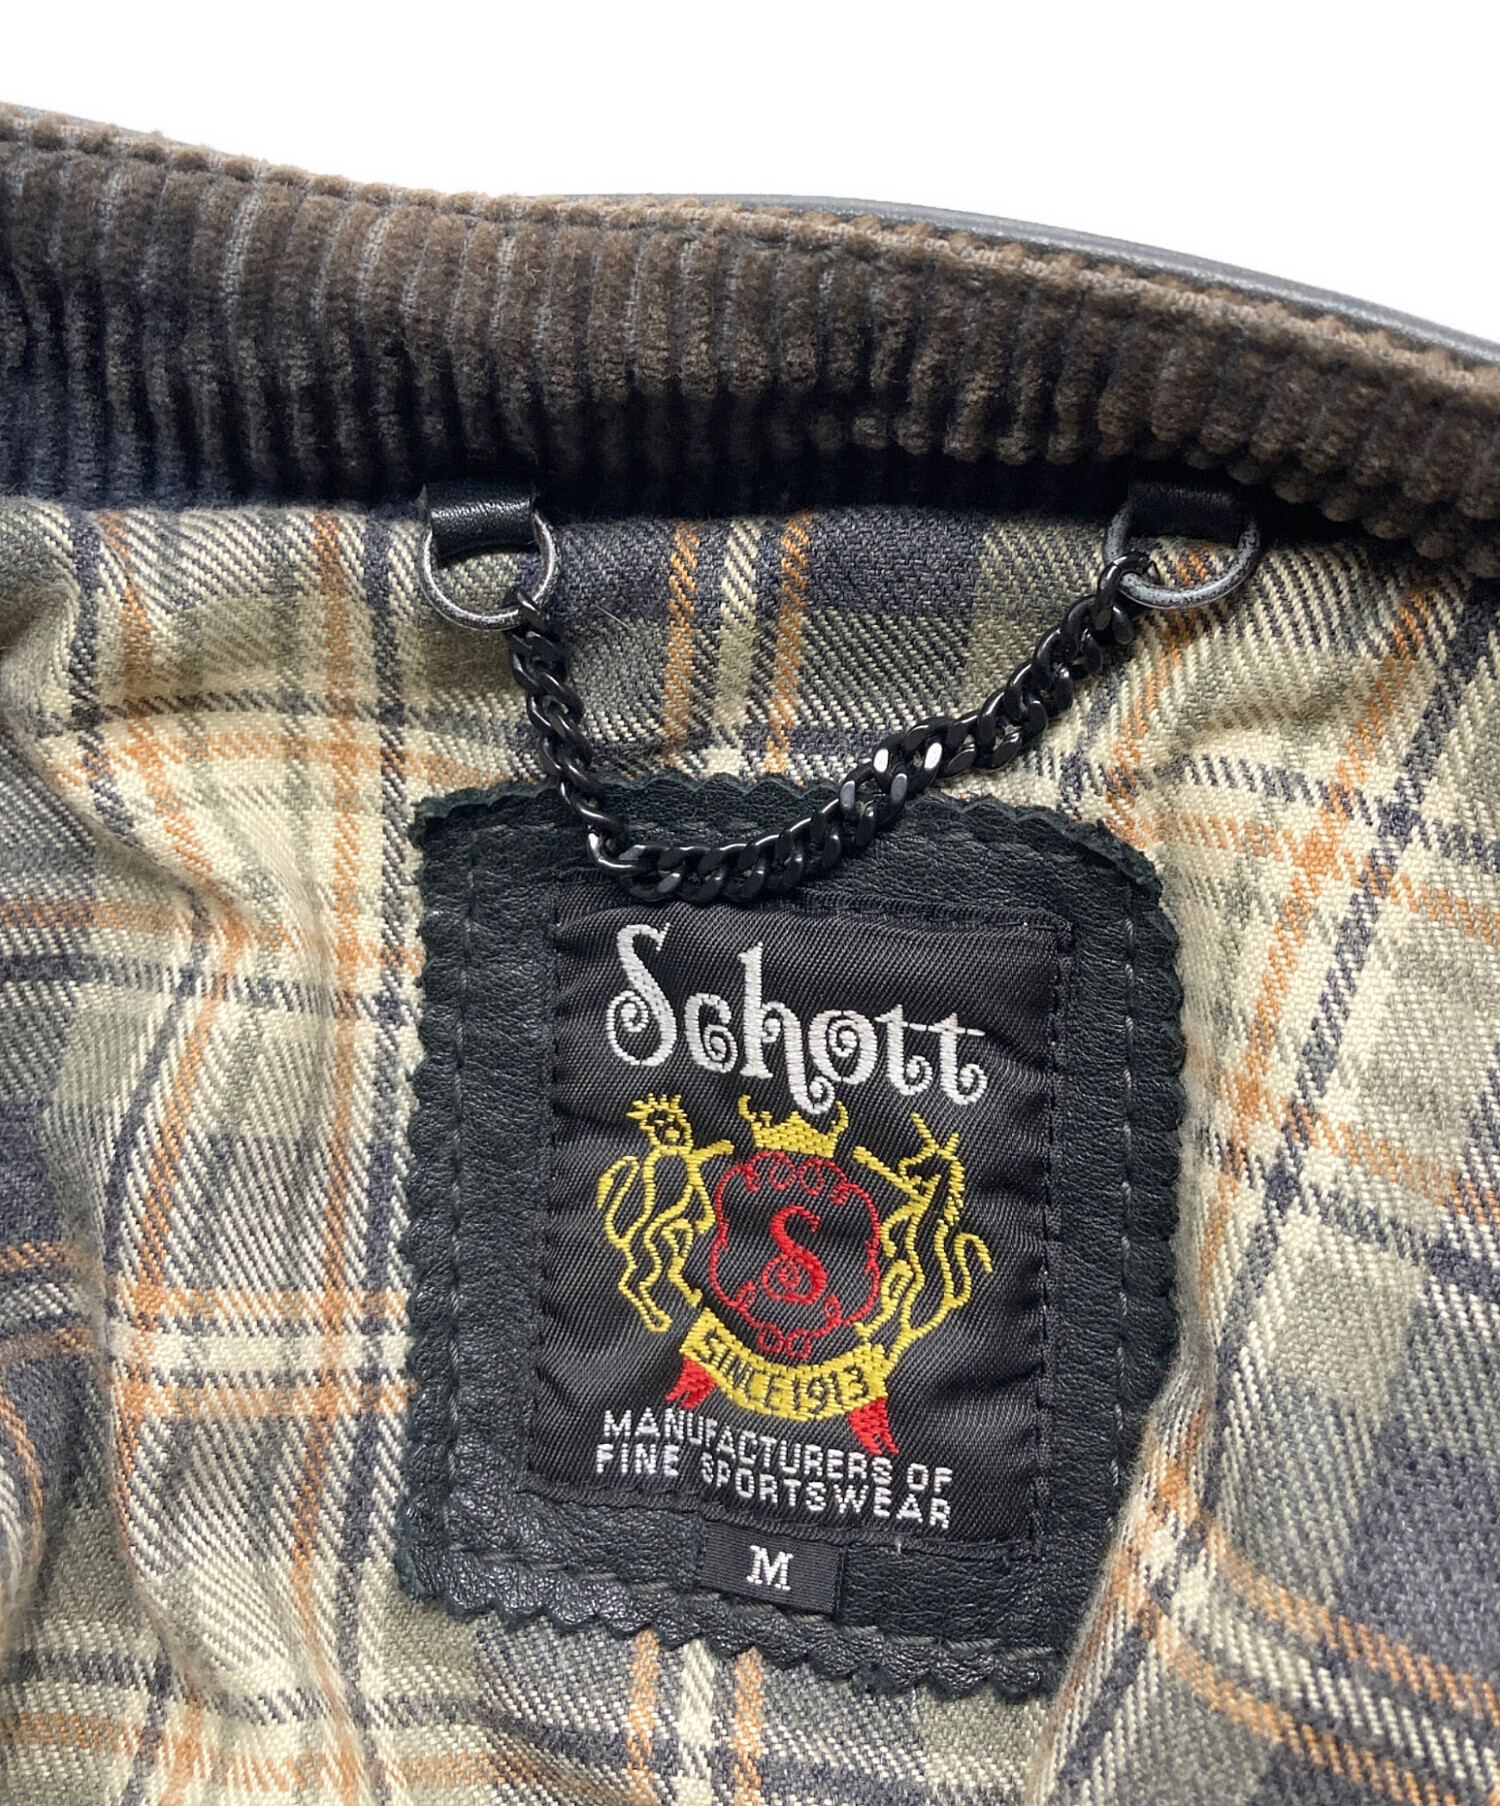 Schott
S
SINCE 1913
MANUFACTURERS OF
FINE SPORTSWEAR
M